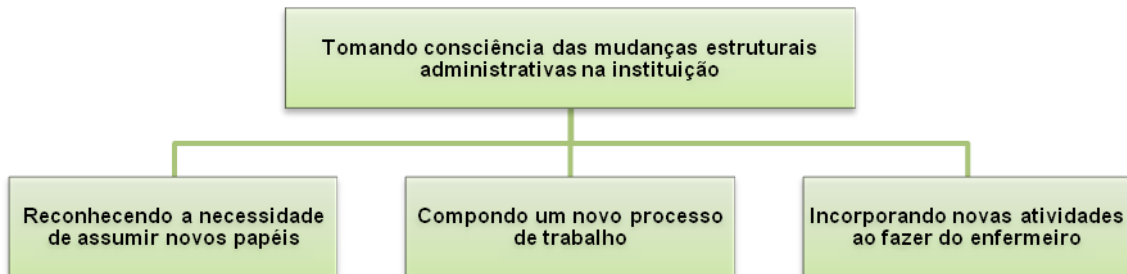 Tomando consciência das mudanças estruturais
administrativas na instituição
Reconhecendo a necessidade
de assumir novos papéis
Compondo um novo processo
de trabalho
Incorporando novas atividades
ao fazer do enfermeiro